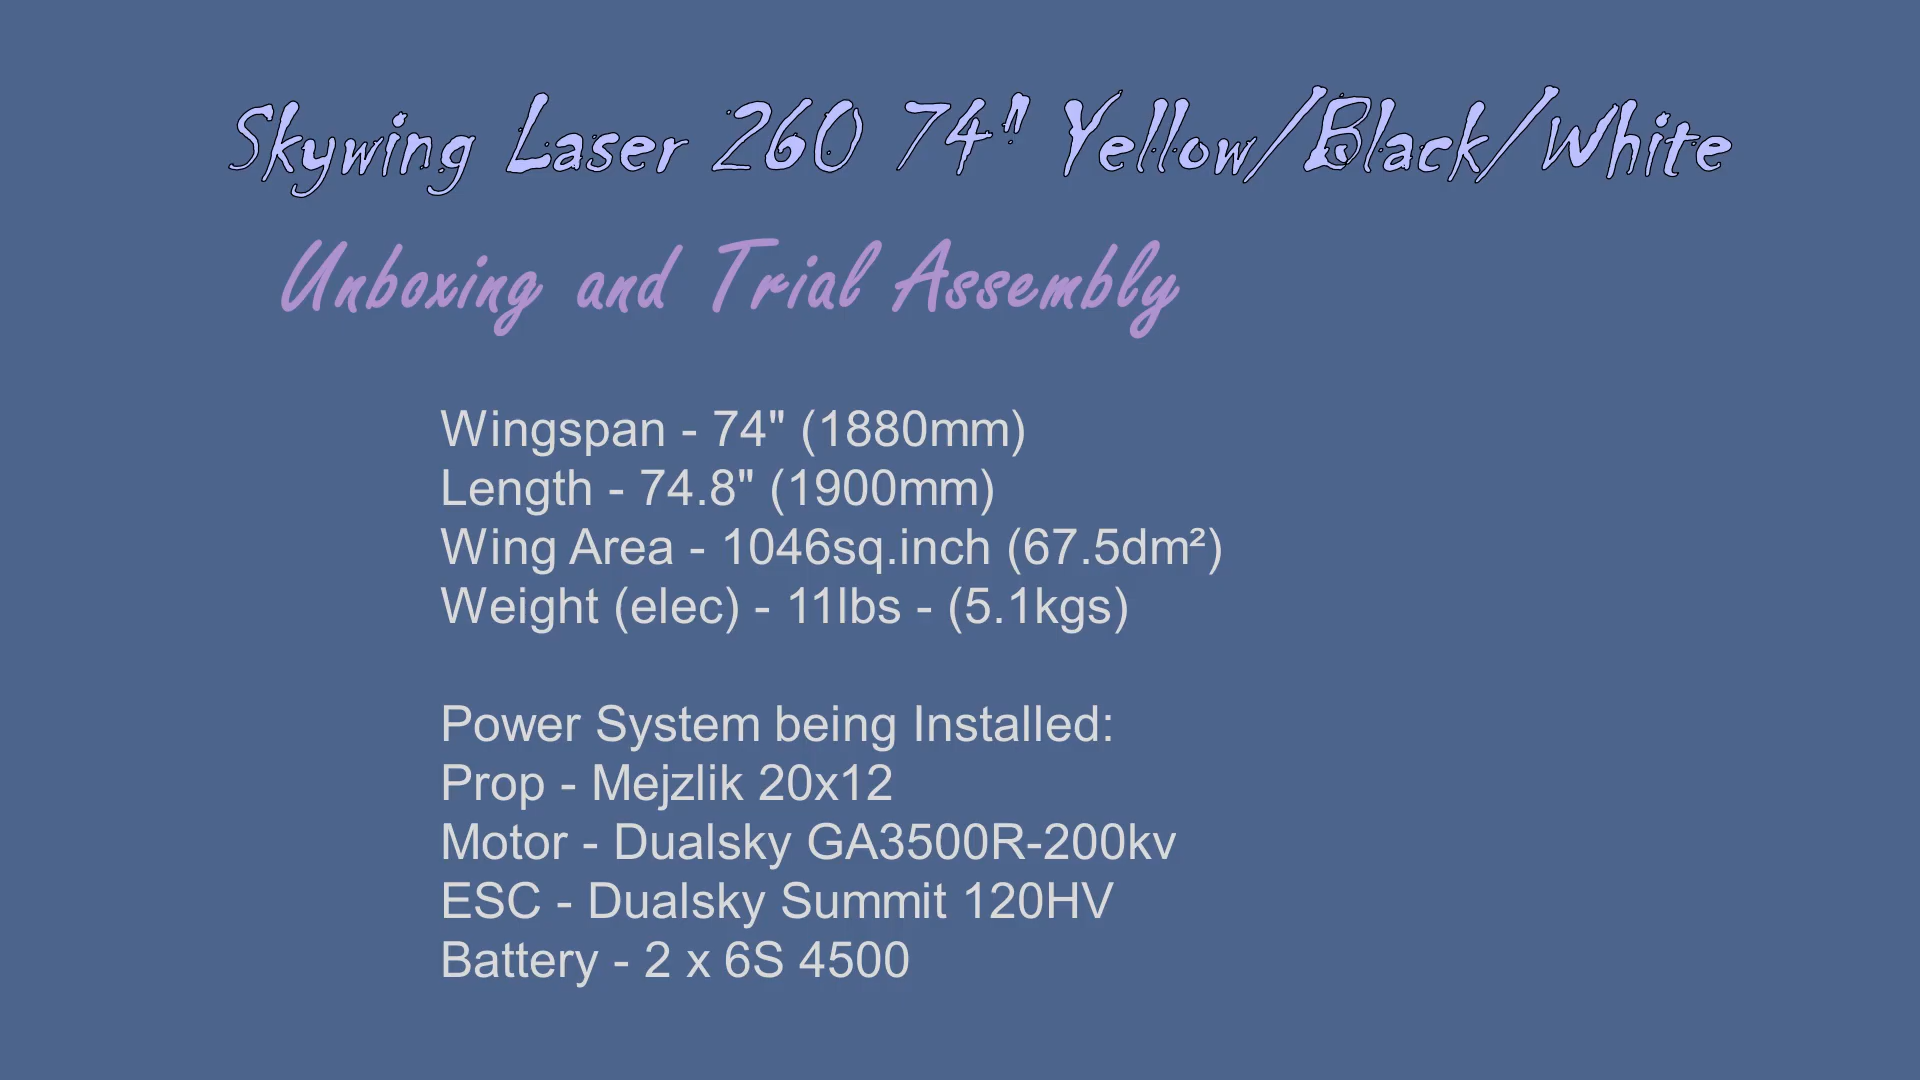 Skywing Laser 260 74" Yellow/Black/White
Unboxing and Trial Assembly
Wingspan - 74" (1880mm)
Length - 74.8" (1900mm)
Wing Area - 1046sq.inch (67.5dm²)
Weight (elec) - 11lbs - (5.1kgs)
Power System being Installed:
Prop - Mejzlik 20x12
Motor - Dualsky GA3500R-200kv
ESC - Dualsky Summit 120HV
Battery - 2 x 6S 4500